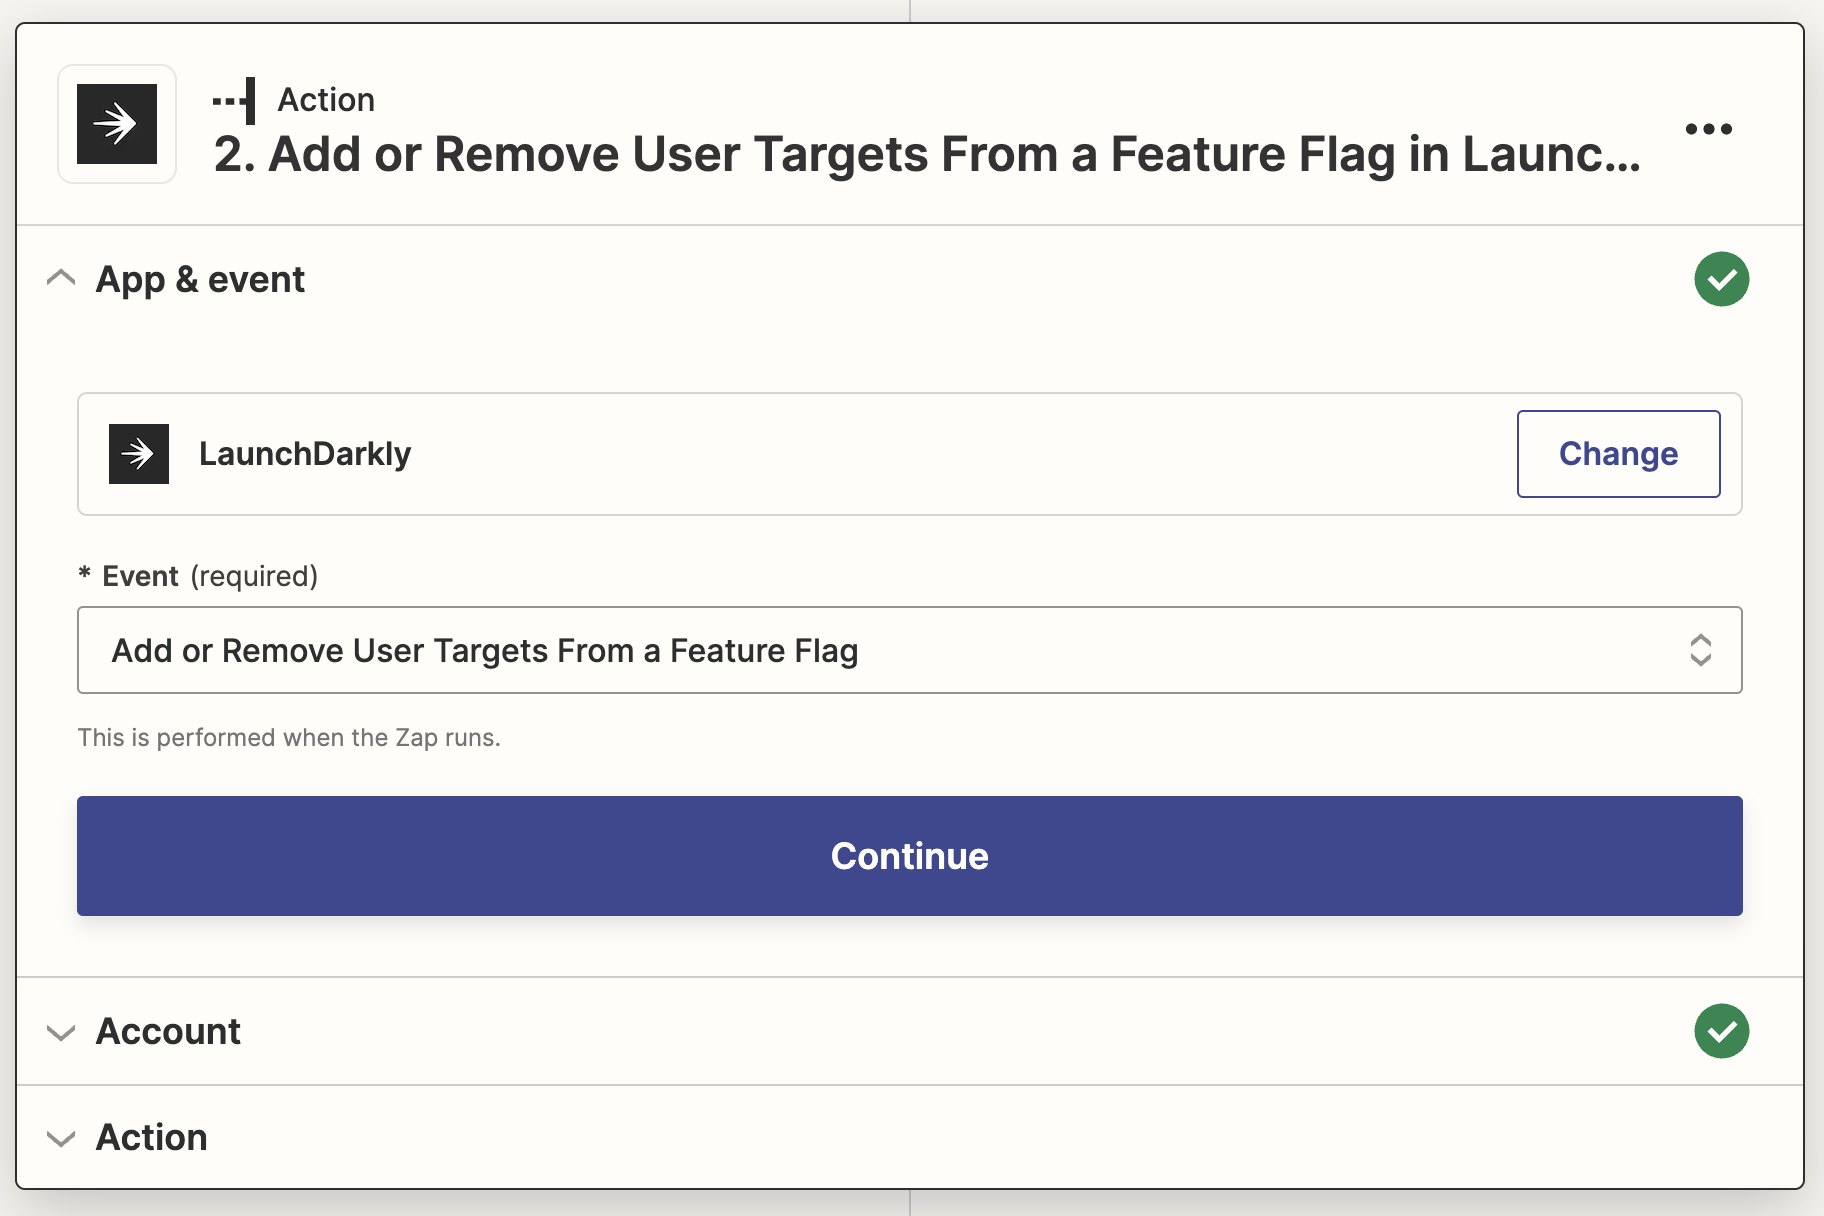 Action
2. Add or Remove User Targets From a Feature Flag in Launc...
App & event
LaunchDarkly
Change
* Event (required)
Add or Remove User Targets From a Feature Flag
This is performed when the Zap runs.
Continue
Account
Action